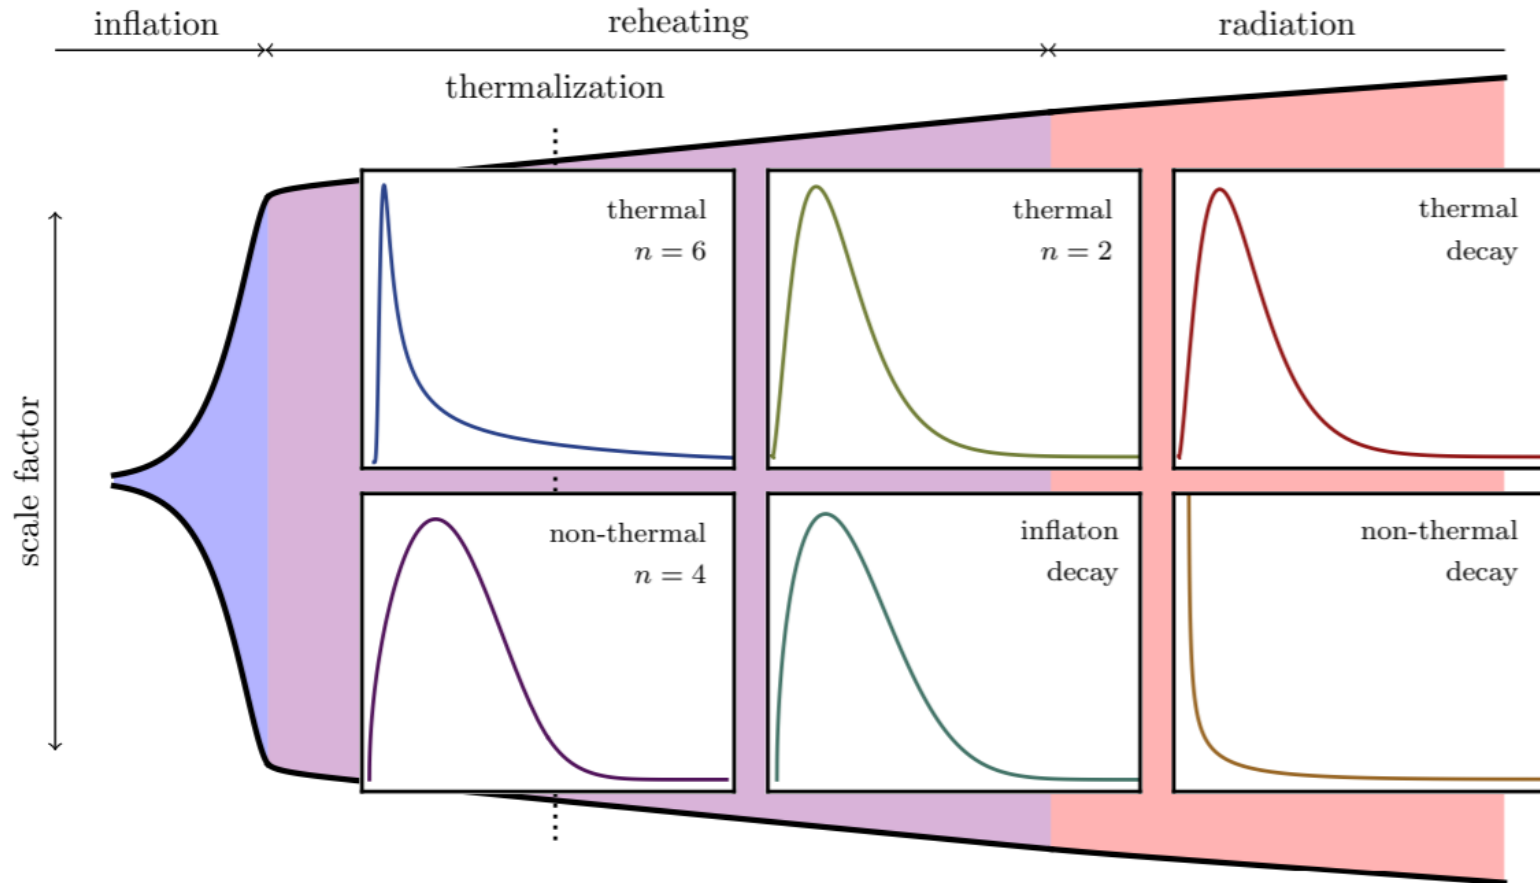 inflation
reheating
radiation
thermalization
scale factor
thermal
n = 6
thermal
n = 2
thermal
decay
non-thermal
n = 4
inflaton
decay
non-thermal
decay